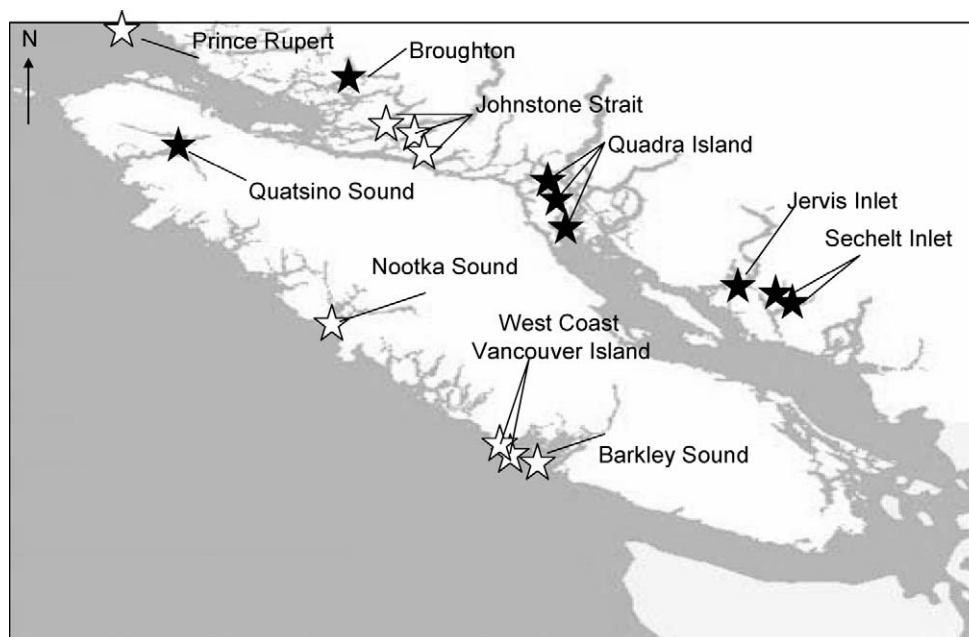 N
Prince Rupert
Broughton
Johnstone Strait
Quadra Island
Quatsino Sound
Jervis Inlet
Sechelt Inlet
Nootka Sound
West Coast
Vancouver Island
Barkley Sound